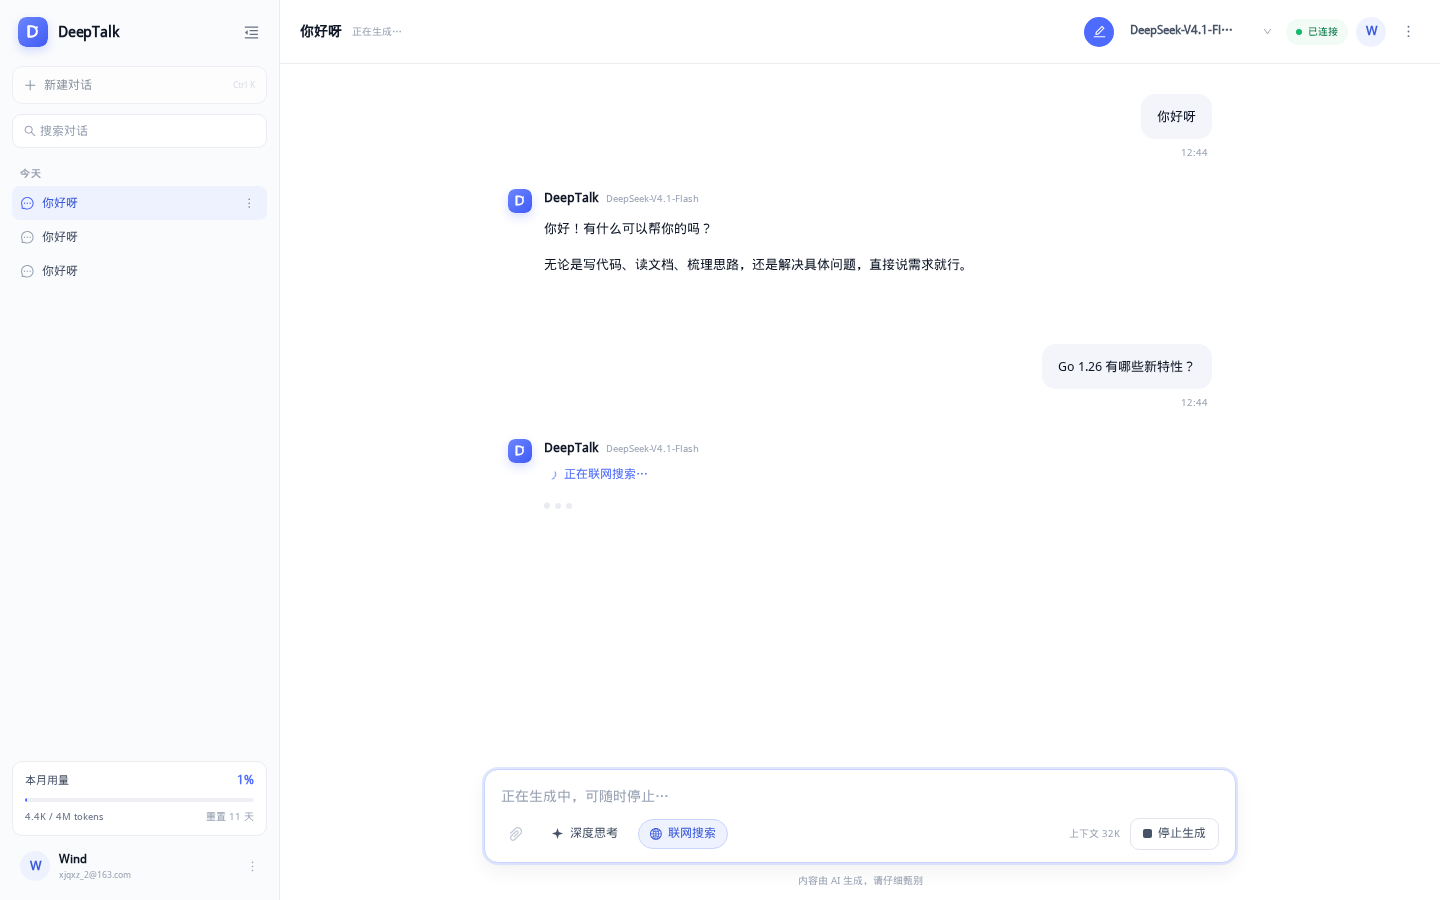 DeepTalk
新建对话
Ctrl K
搜索对话
今天
你好呀
你好呀
你好呀
本月用量
1%
4.4K / 4M tokens
重置 11 天
W
Wind
xjqxz_2@163.com
你好呀
正在生成…
DeepSeek-V4.1-Fl…
已连接
W
你好呀
12:44
D
DeepTalk DeepSeek-V4.1-Flash
你好！有什么可以帮你的吗？
无论是写代码、读文档、梳理思路，还是解决具体问题，直接说需求就行。
Go 1.26 有哪些新特性？
12:44
D
DeepTalk DeepSeek-V4.1-Flash
正在联网搜索…
正在生成中，可随时停止…
深度思考
联网搜索
上下文 32K
停止生成
内容由 AI 生成，请仔细甄别